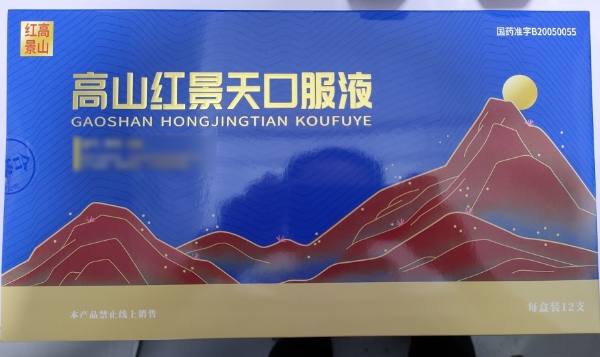 红高
景山
国药准字B20050055
高山红景天口服液
GAOSHAN HONGJINGTIAN KOUFUYE
本产品禁止线上销售
每盒装12支